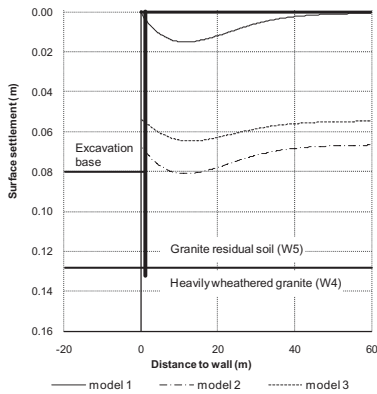 0.00
0.02
0.04
0.06
0.08
0.10
0.12
0.14
0.16
Surface settlement (m)
Excavation
base
Granite residual soil (W5)
Heavily wheathered granite (W4)
-20 0 20 40 60
Distance to wall (m)
model 1 model 2 model 3